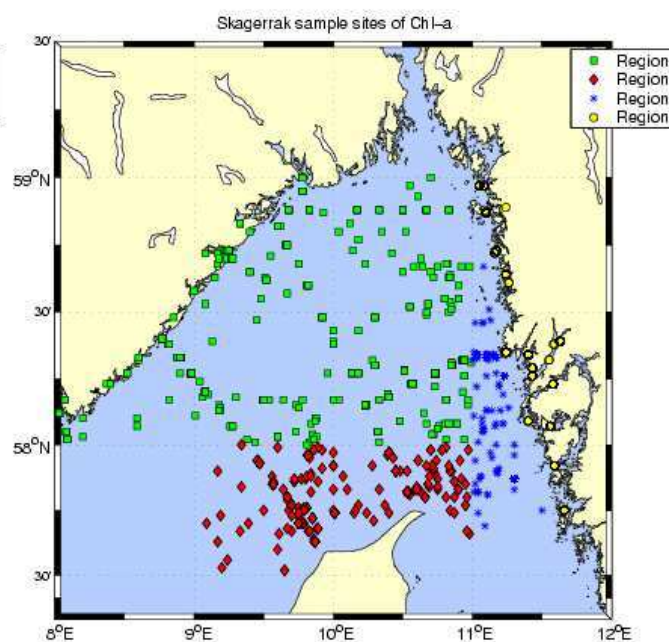 Skagerrak sample sites of Chl-a
30'
Region
Region
Region
Region
59°N
30'
58°N
30'
8°E 9°E 10°E 11°E 12°E